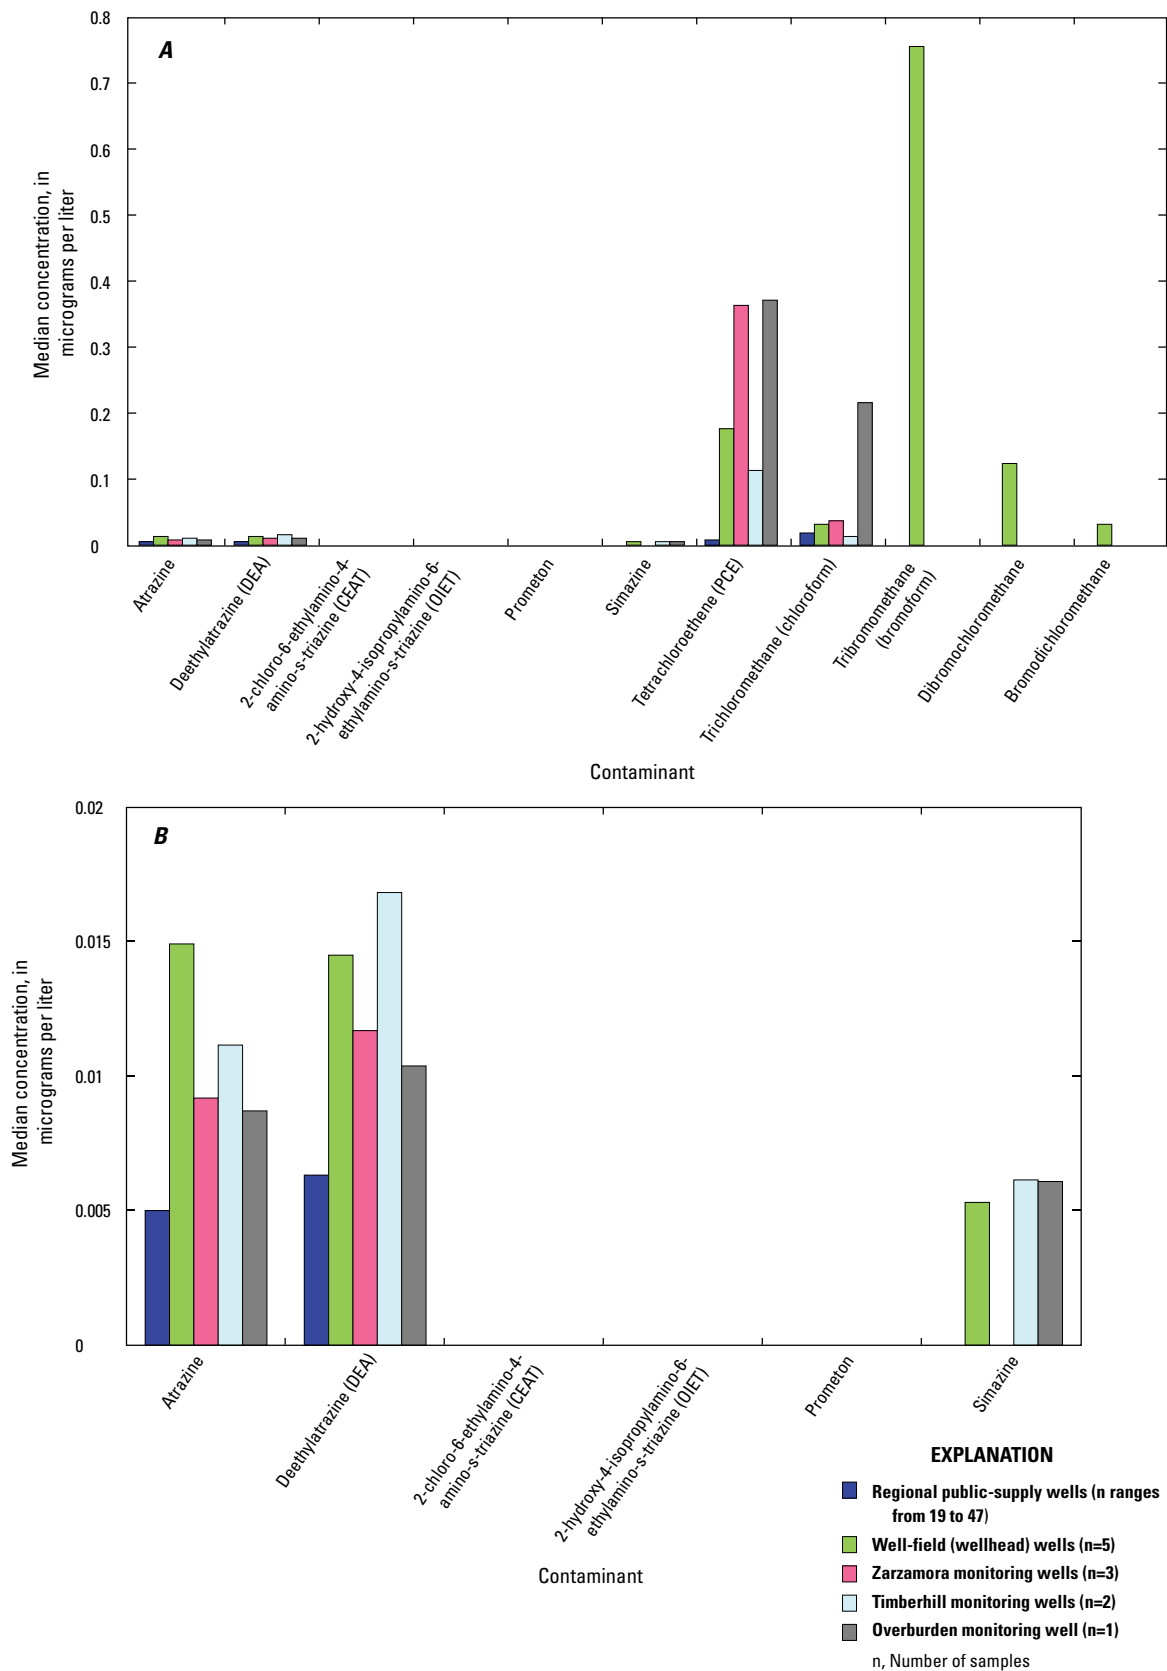 A
0.8
0.7
0.6
0.5
0.4
0.3
0.2
0.1
0
Median concentration, in
micrograms per liter
Atrazine
Deethylatrazine (DEA)
2-chloro-6-ethylamino-4-
amino-s-triazine (CEAT)
2-hydroxy-4-isopropylamino-6-
ethylamino-s-triazine (OIET)
Prometon
Simazine
Tetrachloroethene (PCE)
Trichloromethane (chloroform)
Tribromomethane
(bromoform)
Dibromochloromethane
Bromodichloromethane
Contaminant
B
0.02
0.015
0.01
0.005
0
Median concentration, in
micrograms per liter
Atrazine
Deethylatrazine (DEA)
2-chloro-6-ethylamino-4-
amino-s-triazine (CEAT)
2-hydroxy-4-isopropylamino-6-
ethylamino-s-triazine (OIET)
Prometon
Simazine
Contaminant
EXPLANATION
Regional public-supply wells (n ranges
from 19 to 47)
Well-field (wellhead) wells (n=5)
Zarzamora monitoring wells (n=3)
Timberhill monitoring wells (n=2)
Overburden monitoring well (n=1)
n, Number of samples